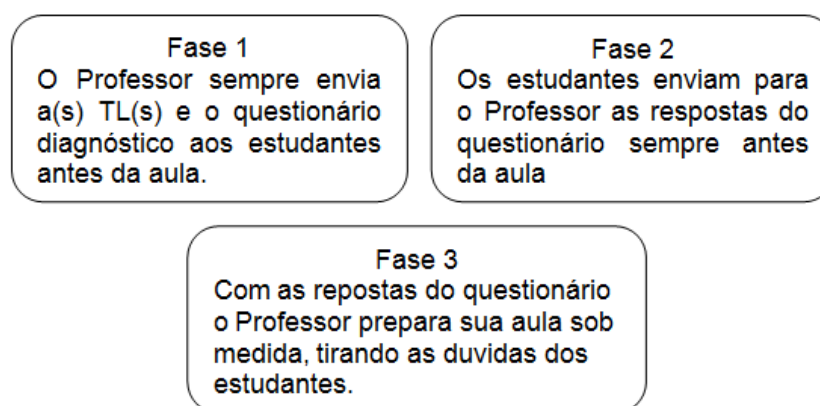 Fase 1
O Professor sempre envia
a(s) TL(s) e o questionário
diagnóstico aos estudantes
antes da aula.
Fase 2
Os estudantes enviam para
o Professor as respostas do
questionário sempre antes
da aula
Fase 3
Com as repostas do questionário
o Professor prepara sua aula sob
medida, tirando as duvidas dos
estudantes.